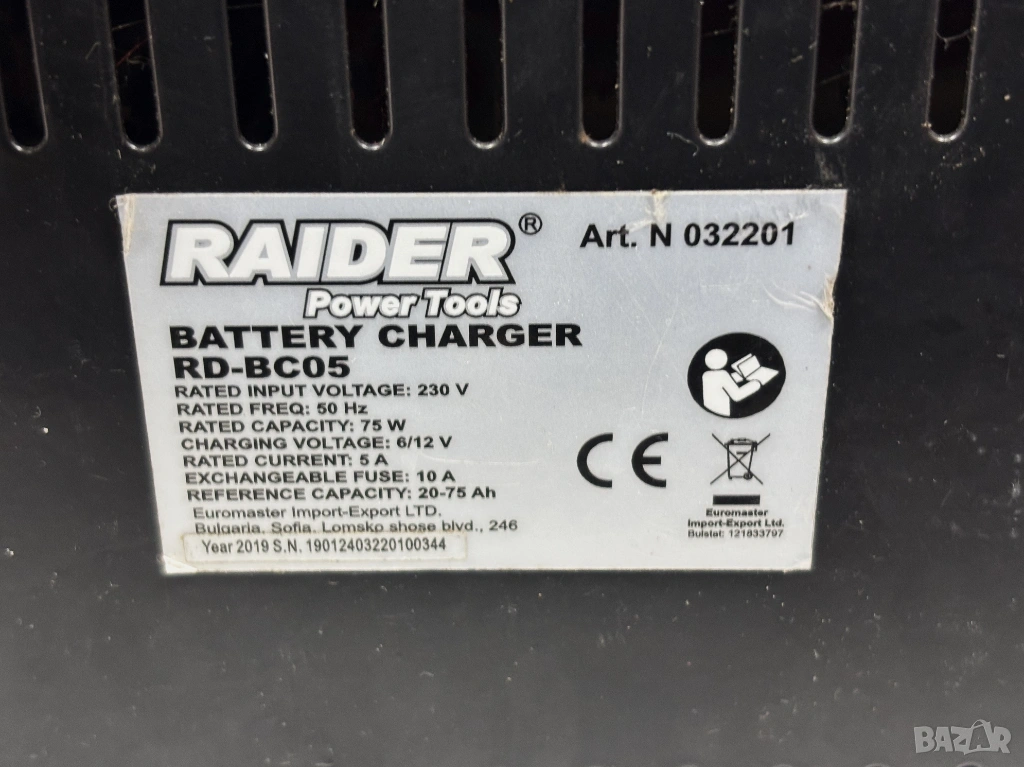 RAIDER®
Art. N 032201
Power Tools
BATTERY CHARGER
RD-BC05
RATED INPUT VOLTAGE: 230 V
RATED FREQ: 50 Hz
RATED CAPACITY: 75 W
CHARGING VOLTAGE: 6/12 V
RATED CURRENT: 5 A
EXCHANGEABLE FUSE: 10 A
REFERENCE CAPACITY: 20-75 Ah
Euromaster Import-Export LTD.
Bulgaria, Sofia, Lomsko shose blvd., 246
Year 2019 S.N. 19012403220100344
CE
Euromaster
Import-Export Ltd.
Bulstat: 121833797
BAZAR